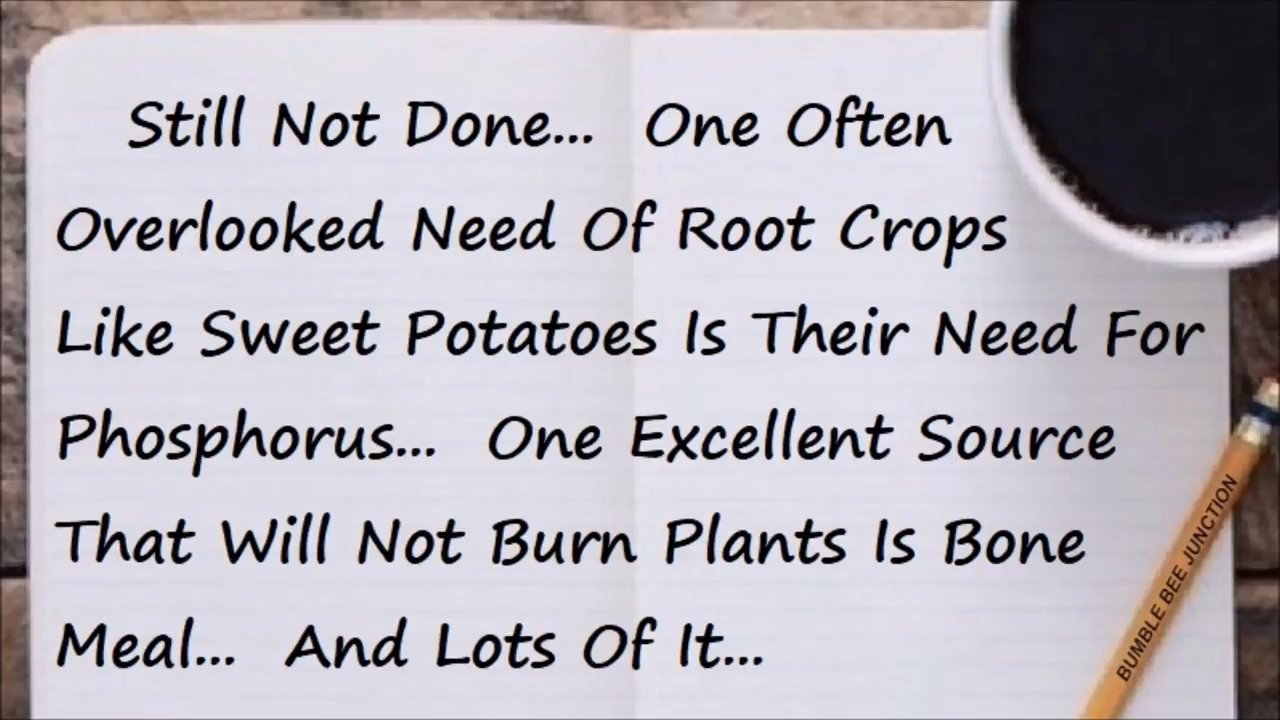 Still Not Done... One Often
Overlooked Need Of Root Crops
Like Sweet Potatoes Is Their Need For
Phosphorus... One Excellent Source
That Will Not Burn Plants Is Bone
Meal... And Lots Of It...
BUMBLE BEE JUNCTION